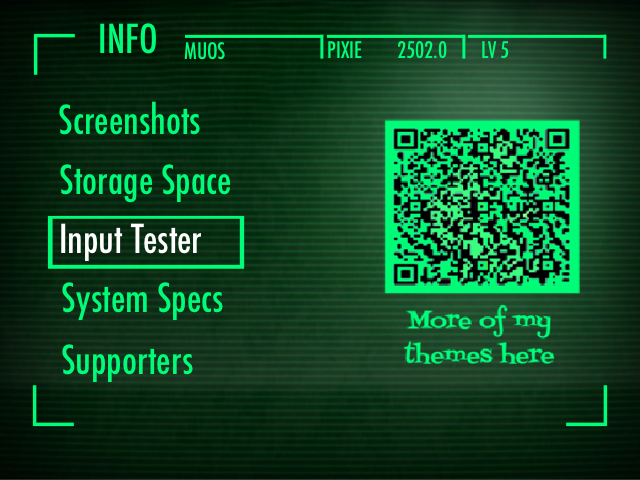 INFO
MUOS
PIXIE
2502.0
LV 5
Screenshots
Storage Space
Input Tester
System Specs
Supporters
More of my
themes here